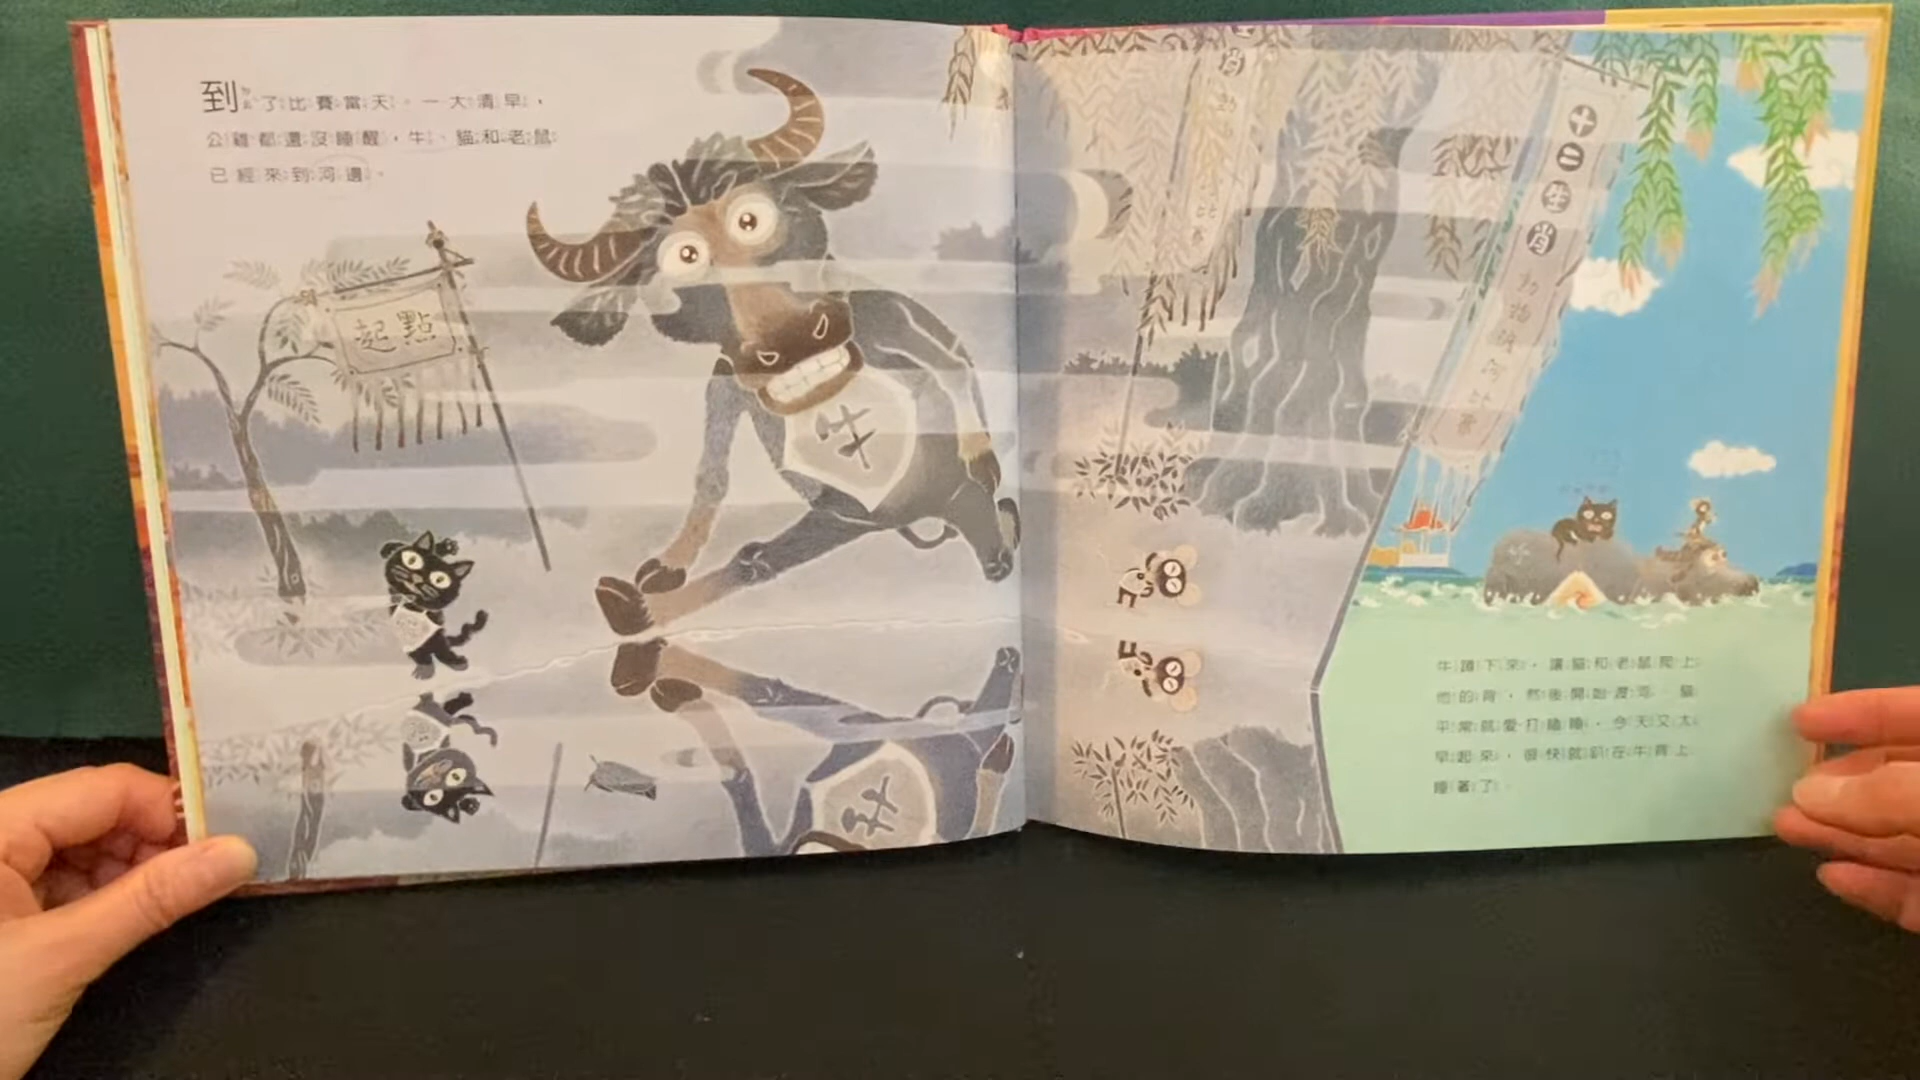 到了比賽當天。一大清早，
公雞都還沒睡醒，牛、貓和老鼠
已經來到河邊。
起點
牛
十二生肖
動物渡河比賽
牛蹲下來，讓貓和老鼠爬上
他的背，然後開始渡河。貓
平常就愛打瞌睡，今天又太
早起來，很快就趴在牛背上
睡著了。